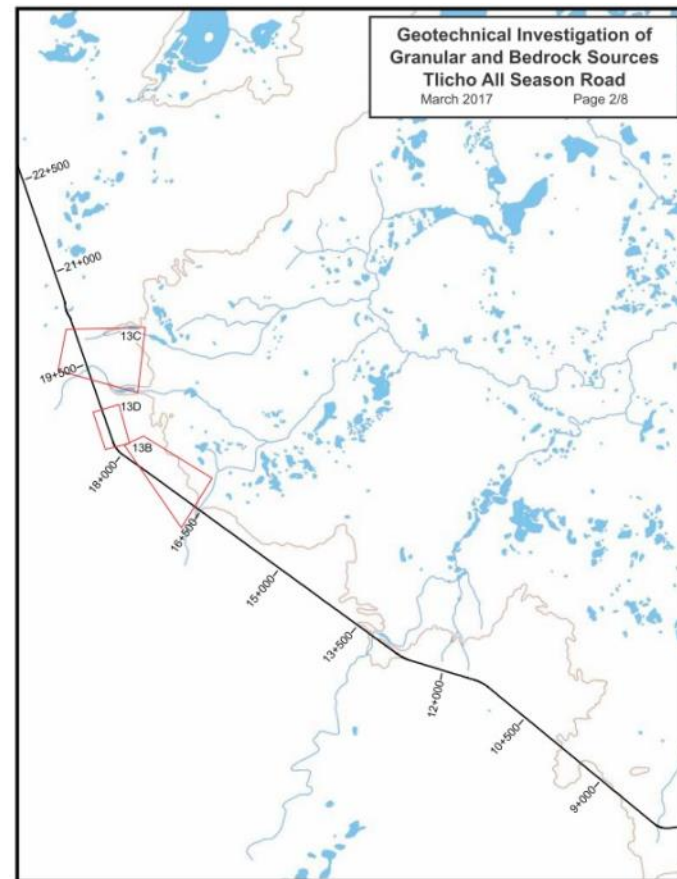 Geotechnical Investigation of
Granular and Bedrock Sources
Tlicho All Season Road
March 2017 Page 2/8
22+500
21+000
13C
19+500
13D
13B
18+000
16+500
15+000
13+500
12+000
10+500
9+000